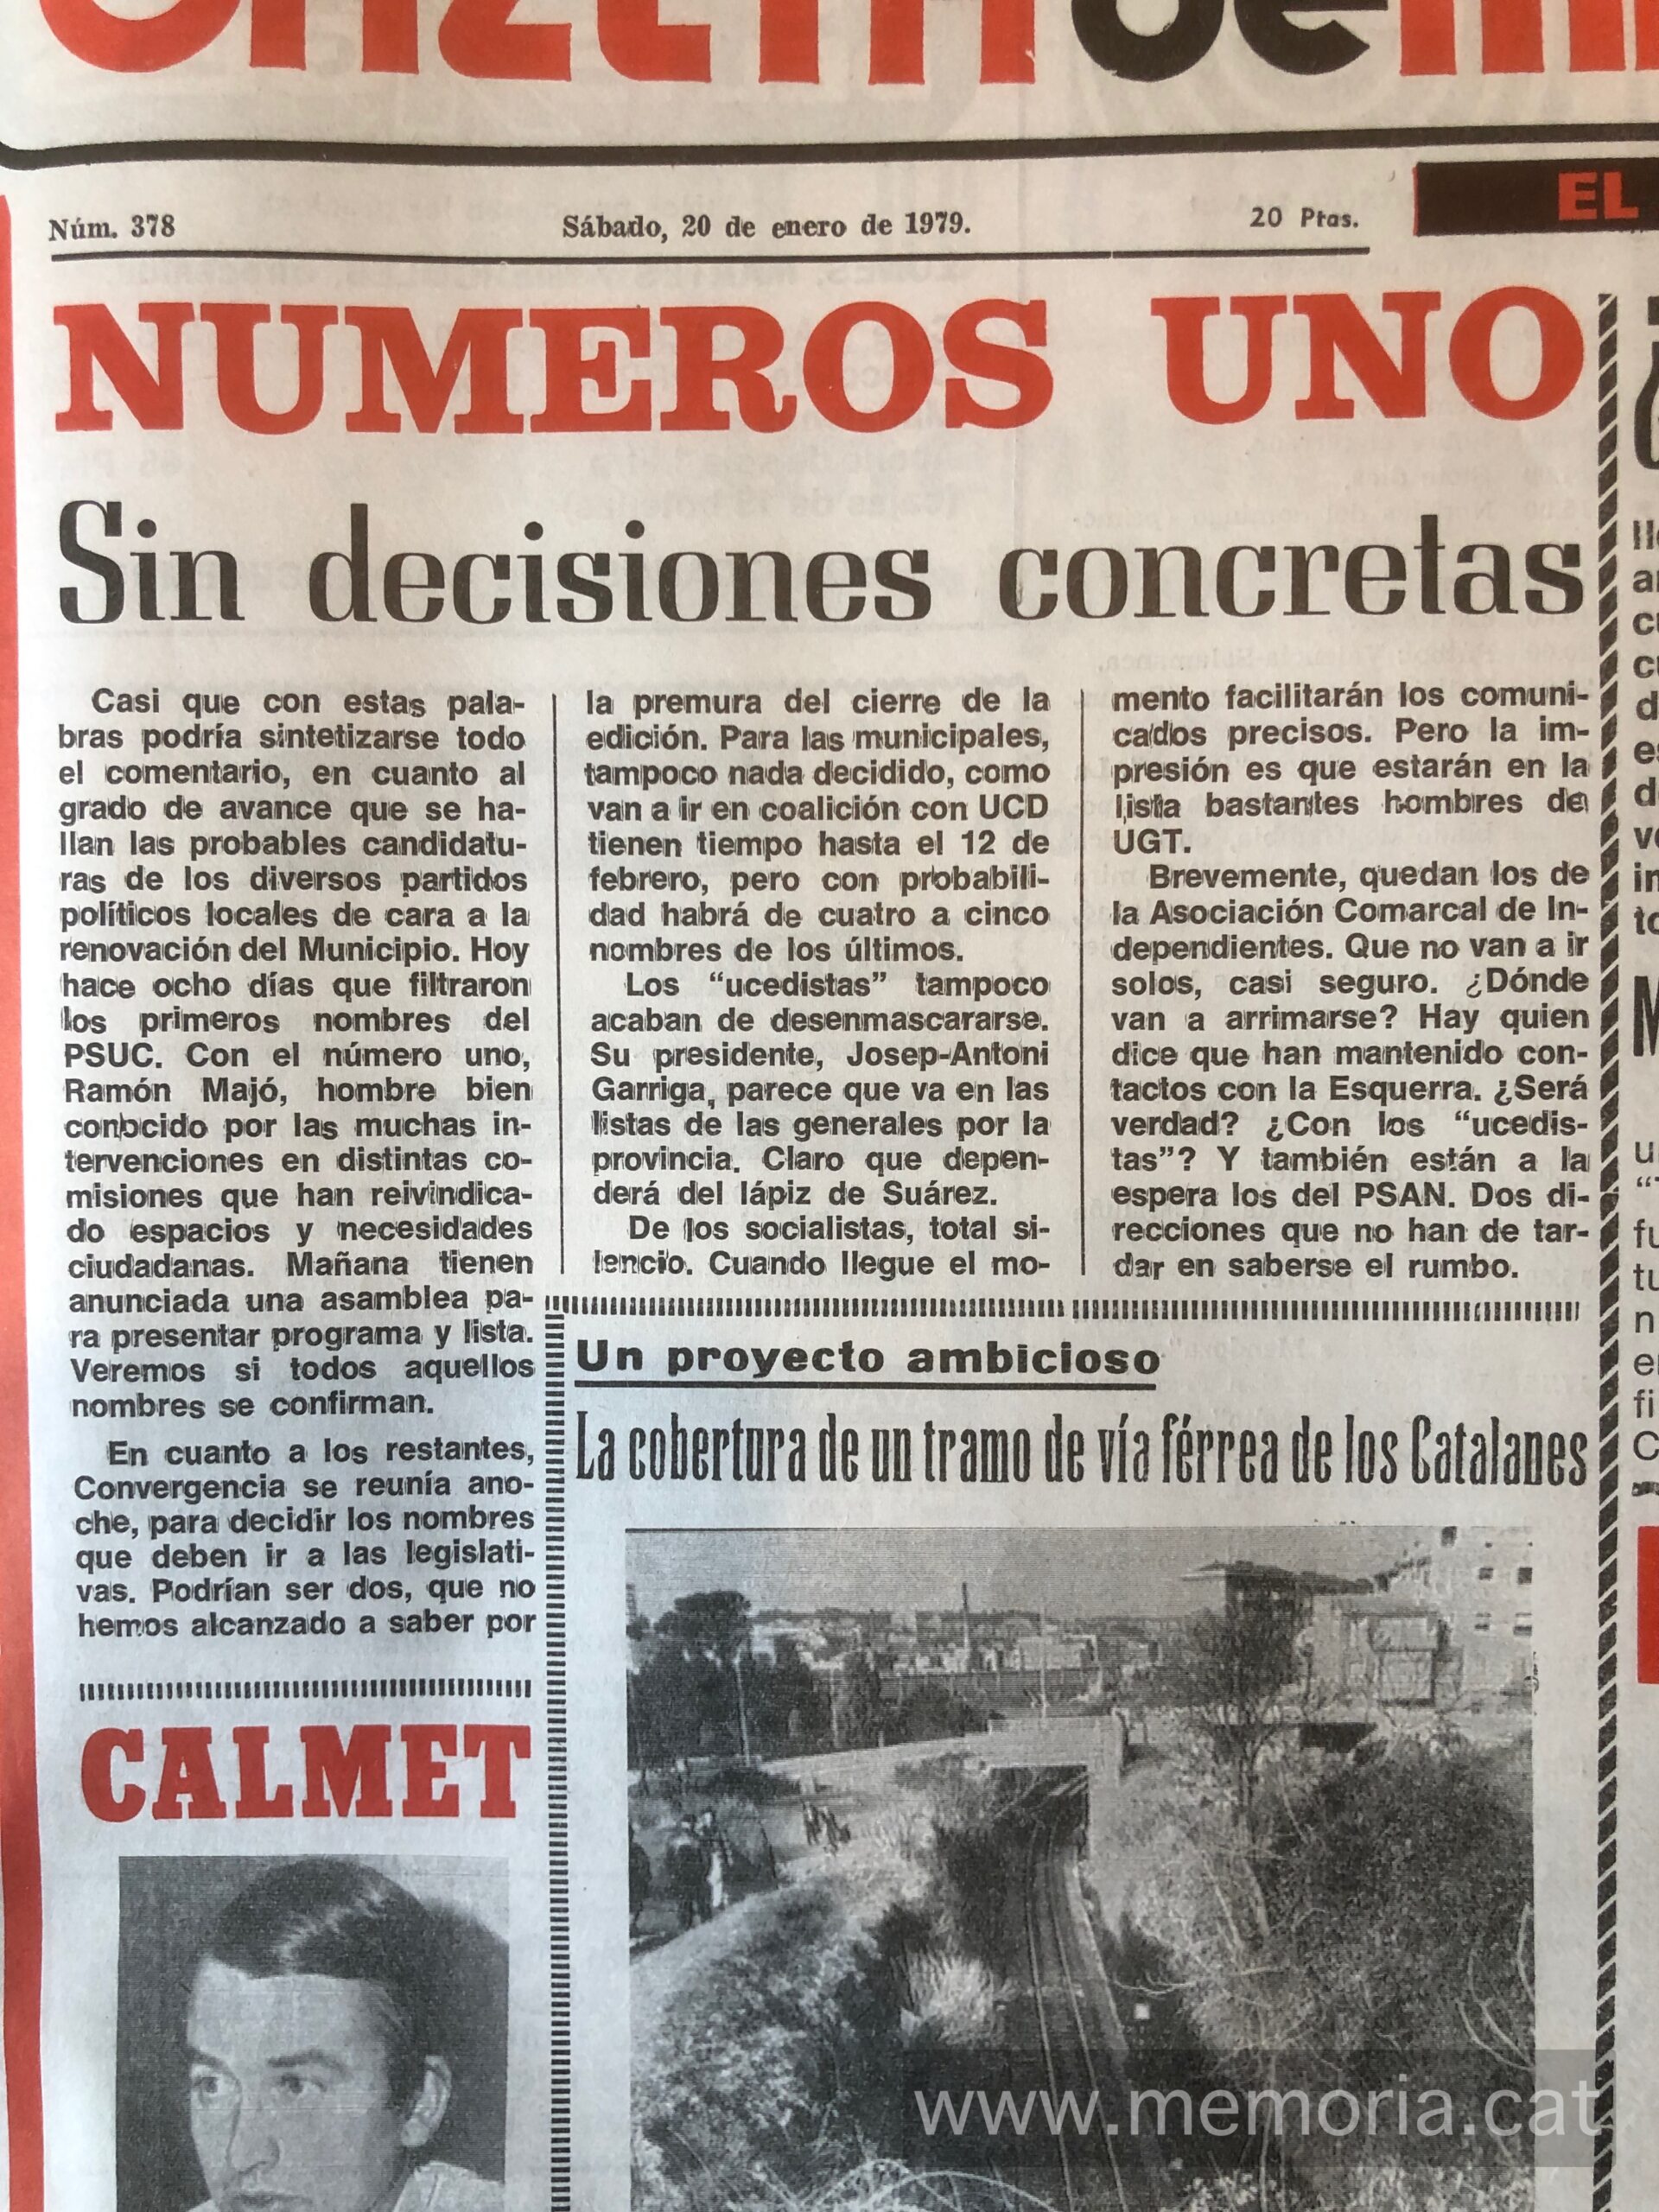 Núm. 378
Sábado, 20 de enero de 1979.
20 Ptas.
EL
NUMEROS UNO
Sin decisiones concretas
Casi que con estas pala-
bras podría sintetizarse todo
el comentario, en cuanto al
grado de avance que se ha-
llan las probables candidatu-
ras de los diversos partidos
políticos locales de cara a la
renovación del Municipio. Hoy
hace ocho días que filtraron
los primeros nombres del
PSUC. Con el número uno,
Ramón Majó, hombre bien
conocido por las muchas in-
tervenciones en distintas co-
misiones que han reivindica-
do espacios y necesidades
ciudadanas. Mañana tienen
anunciada una asamblea pa-
ra presentar programa y lista.
Veremos si todos aquellos
nombres se confirman.
En cuanto a los restantes,
Convergencia se reunía ano-
che, para decidir los nombres
que deben ir a las legislati-
vas. Podrían ser dos, que no
hemos alcanzado a saber por
la premura del cierre de la
edición. Para las municipales,
tampoco nada decidido, como
van a ir en coalición con UCD
tienen tiempo hasta el 12 de
febrero, pero con probabili-
dad habrá de cuatro a cinco
nombres de los últimos.
Los “ucedistas” tampoco
acaban de desenmascararse.
Su presidente, Josep-Antoni
Garriga, parece que va en las
listas de las generales por la
provincia. Claro que depen-
derá del lápiz de Suárez.
De los socialistas, total si-
lencio. Cuando llegue el mo-
mento facilitarán los comuni-
cados precisos. Pero la im-
presión es que estarán en la
lista bastantes hombres de
UGT.
Brevemente, quedan los de
la Asociación Comarcal de In-
dependientes. Que no van a ir
solos, casi seguro. ¿Dónde
van a arrimarse? Hay quien
dice que han mantenido con-
tactos con la Esquerra. ¿Será
verdad? ¿Con los “ucedis-
tas”? Y también están a la
espera los del PSAN. Dos di-
recciones que no han de tar-
dar en saberse el rumbo.
CALMET
Un proyecto ambicioso
La cobertura de un tramo de vía férrea de los Catalanes
www.memoria.cat